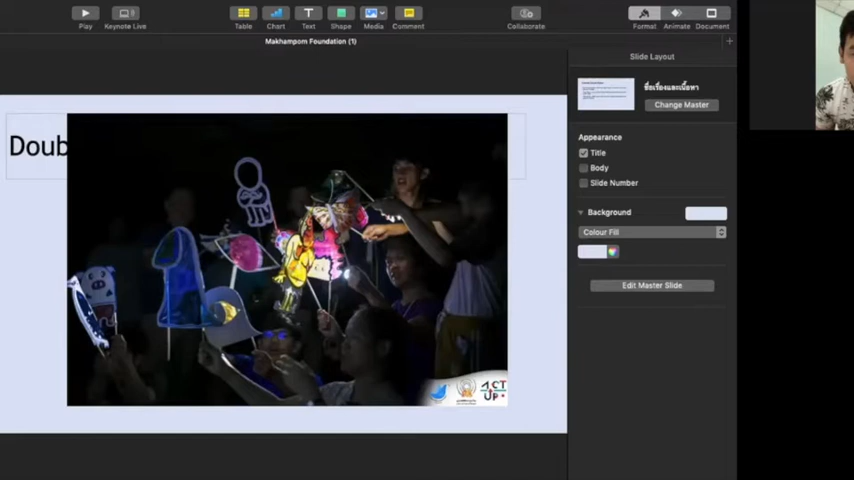 Play
Keynote Live
Table
Chart
Text
Shape
Media
Comment
Collaborate
Format
Animate
Document
Makhampom Foundation (1)
Slide Layout
ชื่อเรื่องและเนื้อหา
Change Master
Appearance
Title
Body
Slide Number
Background
Colour Fill
Edit Master Slide
Doub
ACT
UP